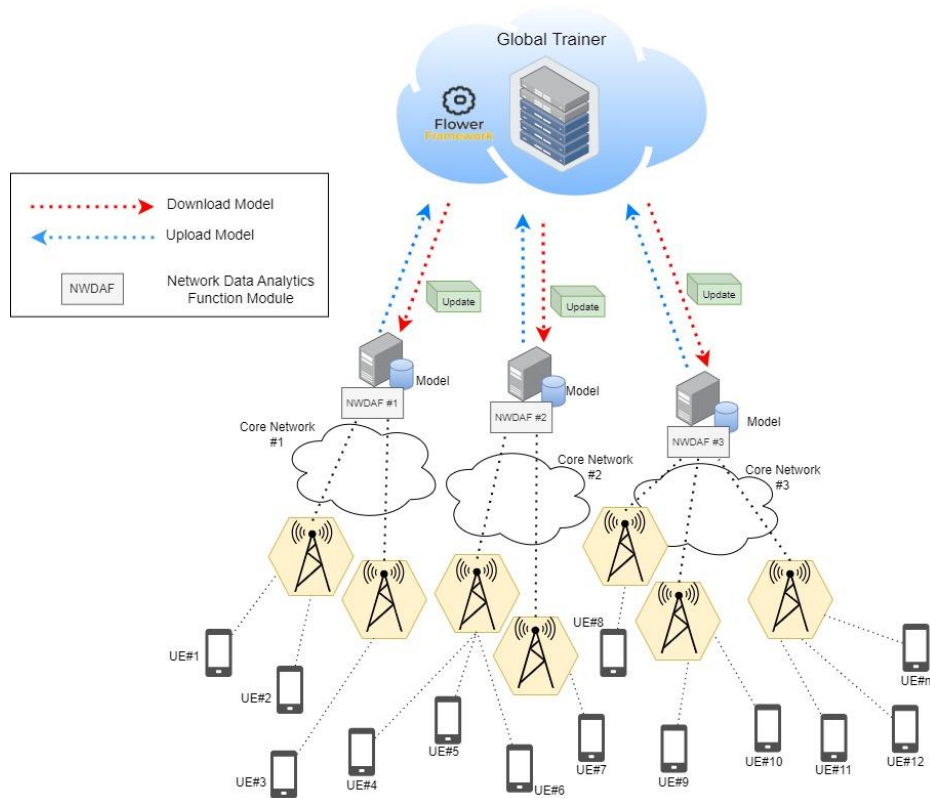 Global Trainer
Flower
Framework
Download Model
Upload Model
NWDAF
Network Data Analytics
Function Module
Update
Update
Update
Model
NWDAF #1
Model
NWDAF #2
Model
NWDAF #3
Core Network
#1
Core Network
#2
Core Network
#3
UE#1
UE#2
UE#3
UE#4
UE#5
UE#6
UE#7
UE#8
UE#9
UE#10
UE#11
UE#12
UE#n